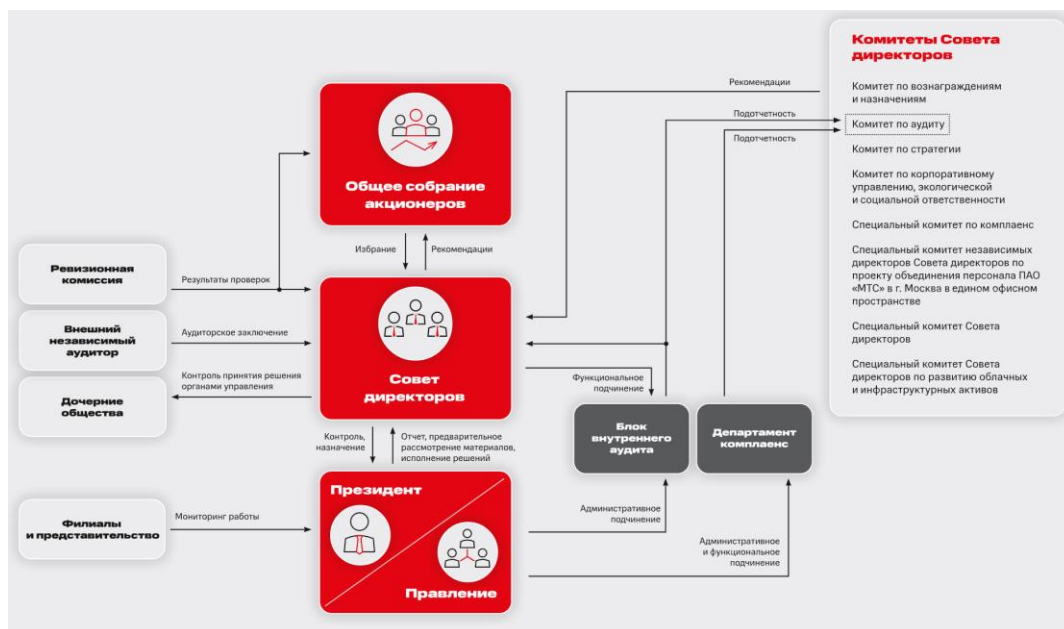 Комитеты Совета
директоров
Рекомендации
Комитет по вознаграждениям
и назначениям
Подотчетность
Комитет по аудиту
Подотчетность
Комитет по стратегии
Комитет по корпоративному
управлению, экологической
и социальной ответственности
Специальный комитет по комплаенс
Специальный комитет независимых
директоров Совета директоров по
проекту объединения персонала ПАО
«МТС» в г. Москва в едином офисном
пространстве
Специальный комитет Совета
директоров
Специальный комитет Совета
директоров по развитию облачных
и инфраструктурных активов
Общее собрание
акционеров
Избрание
Рекомендации
Ревизионная
комиссия
Результаты проверок
Внешний
независимый
аудитор
Аудиторское заключение
Дочерние
общества
Контроль принятия решения
органами управления
Совет
директоров
Функциональное
подчинение
Блок
внутреннего
аудита
Департамент
комплаенс
Контроль,
назначение
Отчет, предварительное
рассмотрение материалов,
исполнение решений
Филиалы
и представительство
Мониторинг работы
Президент
Правление
Административное
подчинение
Административное
и функциональное
подчинение